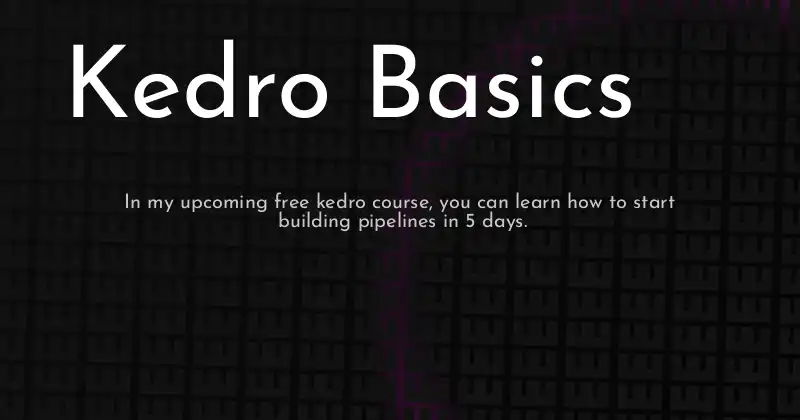 Kedro Basics
In my upcoming free kedro course, you can learn how to start
building pipelines in 5 days.